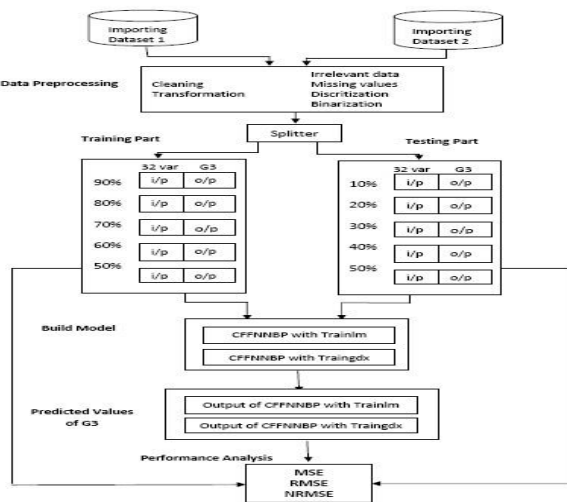 Importing
Dataset 1
Importing
Dataset 2
Data Preprocessing
Cleaning
Transformation
Irrelevant data
Missing values
Discritization
Binarization
Splitter
Training Part
Testing Part
32 var G3
90% i/p o/p
80% i/p o/p
70% i/p o/p
60% i/p o/p
50% i/p o/p
32 var G3
10% i/p o/p
20% i/p o/p
30% i/p o/p
40% i/p o/p
50% i/p o/p
Build Model
CFFNNBP with Trainlm
CFFNNBP with Traingdx
Predicted Values
of G3
Output of CFFNNBP with Trainlm
Output of CFFNNBP with Traingdx
Performance Analysis
MSE
RMSE
NRMSE